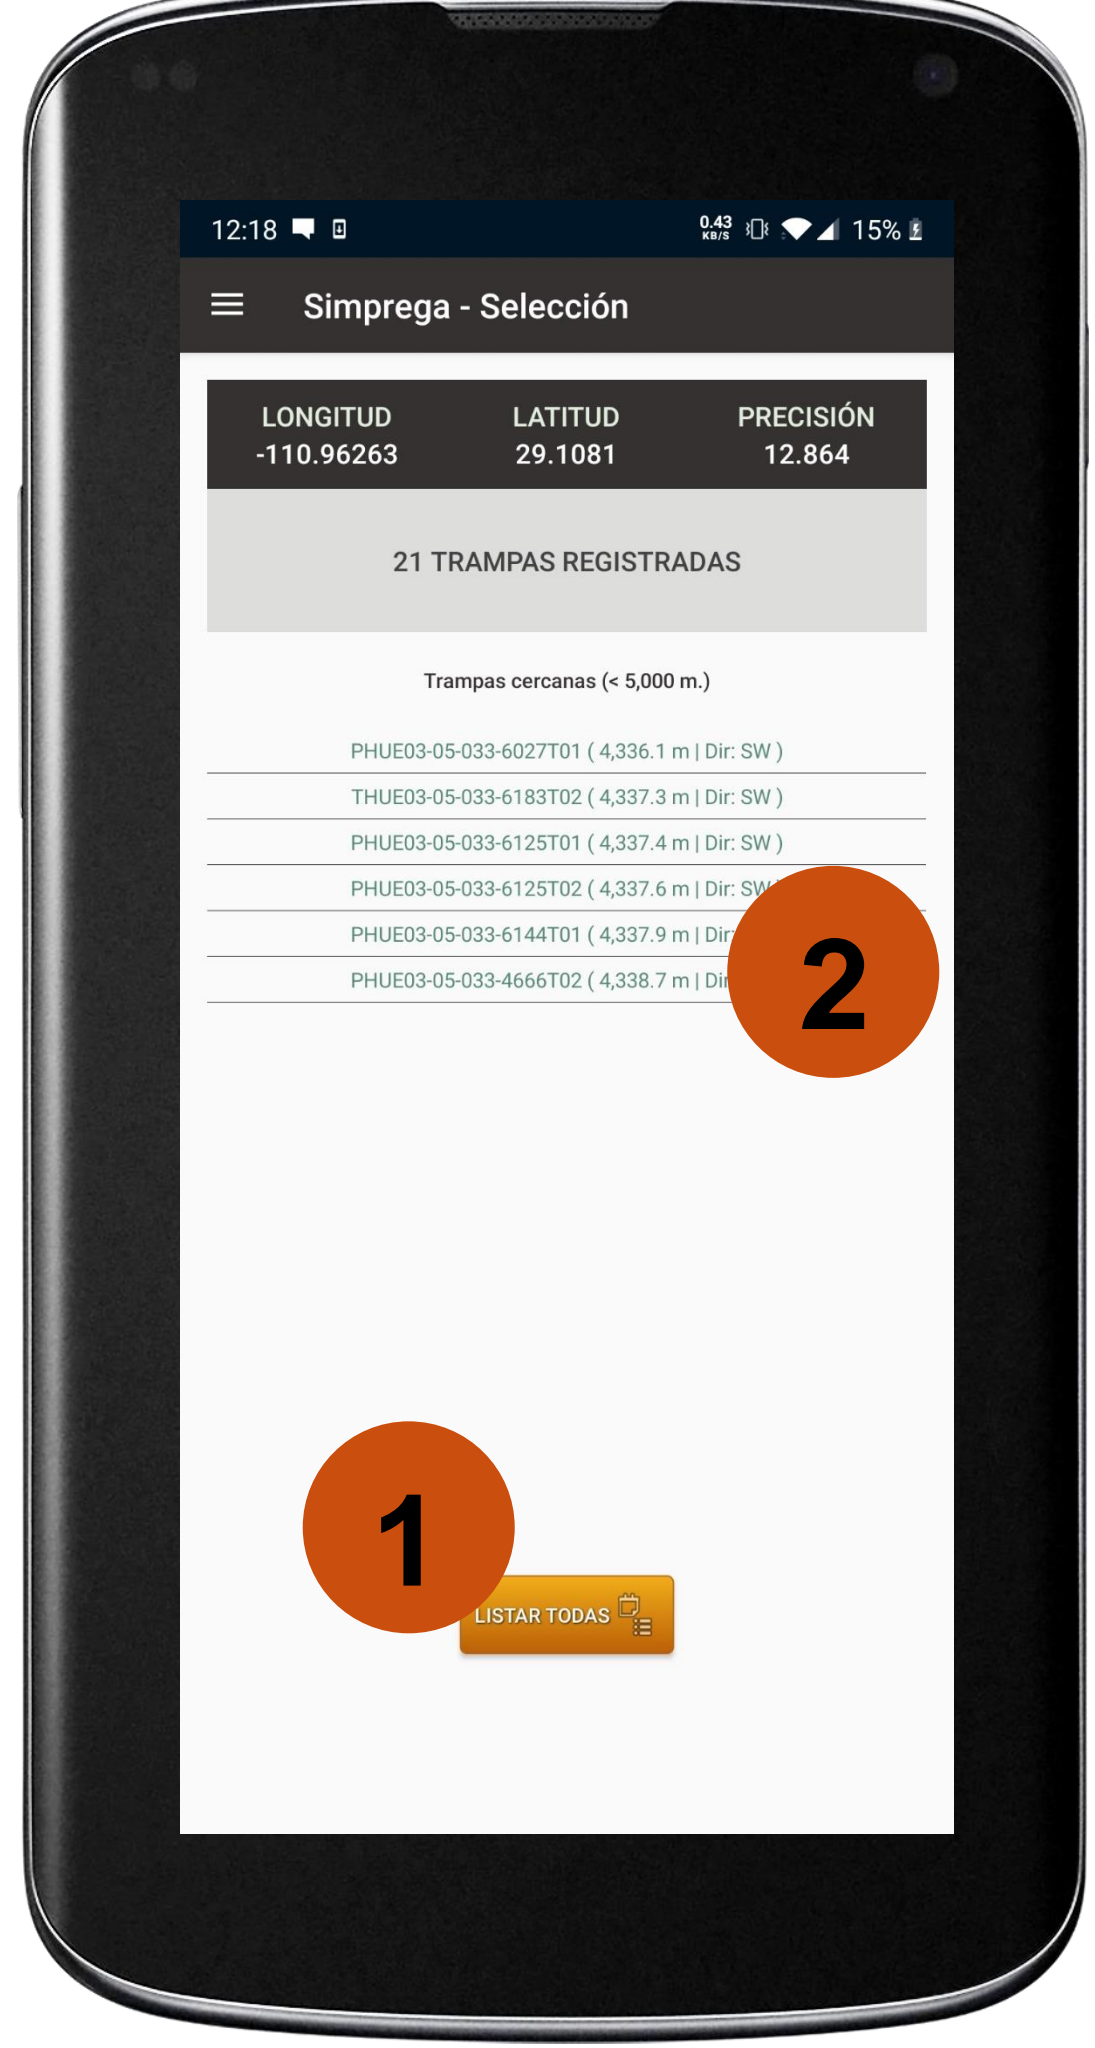 12:18 0.43 KB/S 15%
Simprega - Selección
LONGITUD LATITUD PRECISIÓN
-110.96263 29.1081 12.864
21 TRAMPAS REGISTRADAS
Trampas cercanas (< 5,000 m.)
PHUE03-05-033-6027T01 ( 4,336.1 m | Dir: SW )
THUE03-05-033-6183T02 ( 4,337.3 m | Dir: SW )
PHUE03-05-033-6125T01 ( 4,337.4 m | Dir: SW )
PHUE03-05-033-6125T02 ( 4,337.6 m | Dir: SW
PHUE03-05-033-6144T01 ( 4,337.9 m | Dir:
PHUE03-05-033-4666T02 ( 4,338.7 m | Dir
2
1
LISTAR TODAS